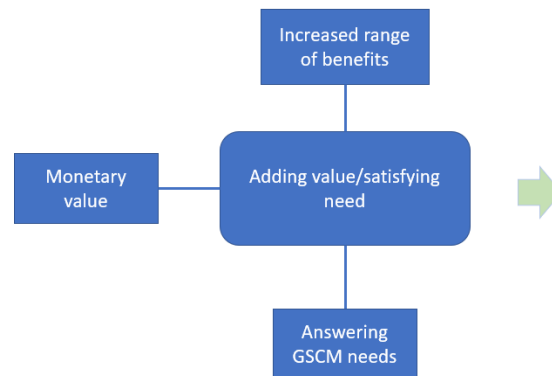 Increased range
of benefits
Monetary
value
Adding value/satisfying
need
Answering
GSCM needs